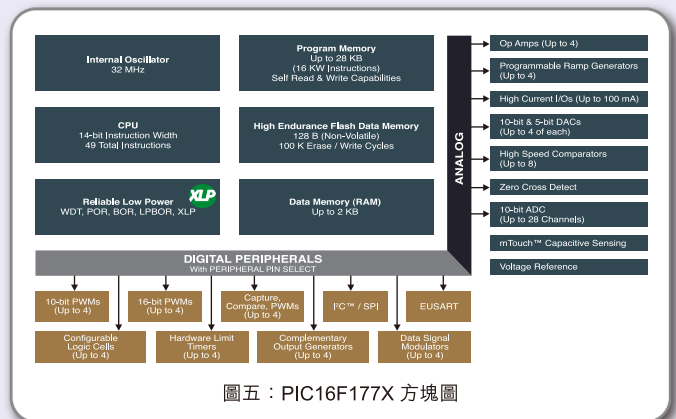 Internal Oscillator
32 MHz
Program Memory
Up to 28 KB
(16 KW Instructions)
Self Read & Write Capabilities
CPU
14-bit Instruction Width
49 Total Instructions
High Endurance Flash Data Memory
128 B (Non-Volatile)
100 K Erase / Write Cycles
Reliable Low Power
WDT, POR, BOR, LPBOR, XLP
XLP
Data Memory (RAM)
Up to 2 KB
ANALOG
Op Amps (Up to 4)
Programmable Ramp Generators
(Up to 4)
High Current I/Os (Up to 100 mA)
10-bit & 5-bit DACs
(Up to 4 of each)
High Speed Comparators
(Up to 8)
Zero Cross Detect
10-bit ADC
(Up to 28 Channels)
mTouch™ Capacitive Sensing
Voltage Reference
DIGITAL PERIPHERALS
With PERIPHERAL PIN SELECT
10-bit PWMs
(Up to 4)
16-bit PWMs
(Up to 4)
Capture,
Compare, PWMs
(Up to 4)
I²C™ / SPI
EUSART
Configurable
Logic Cells
(Up to 4)
Hardware Limit
Timers
(Up to 4)
Complementary
Output Generators
(Up to 4)
Data Signal
Modulators
(Up to 4)
圖五：PIC16F177X 方塊圖